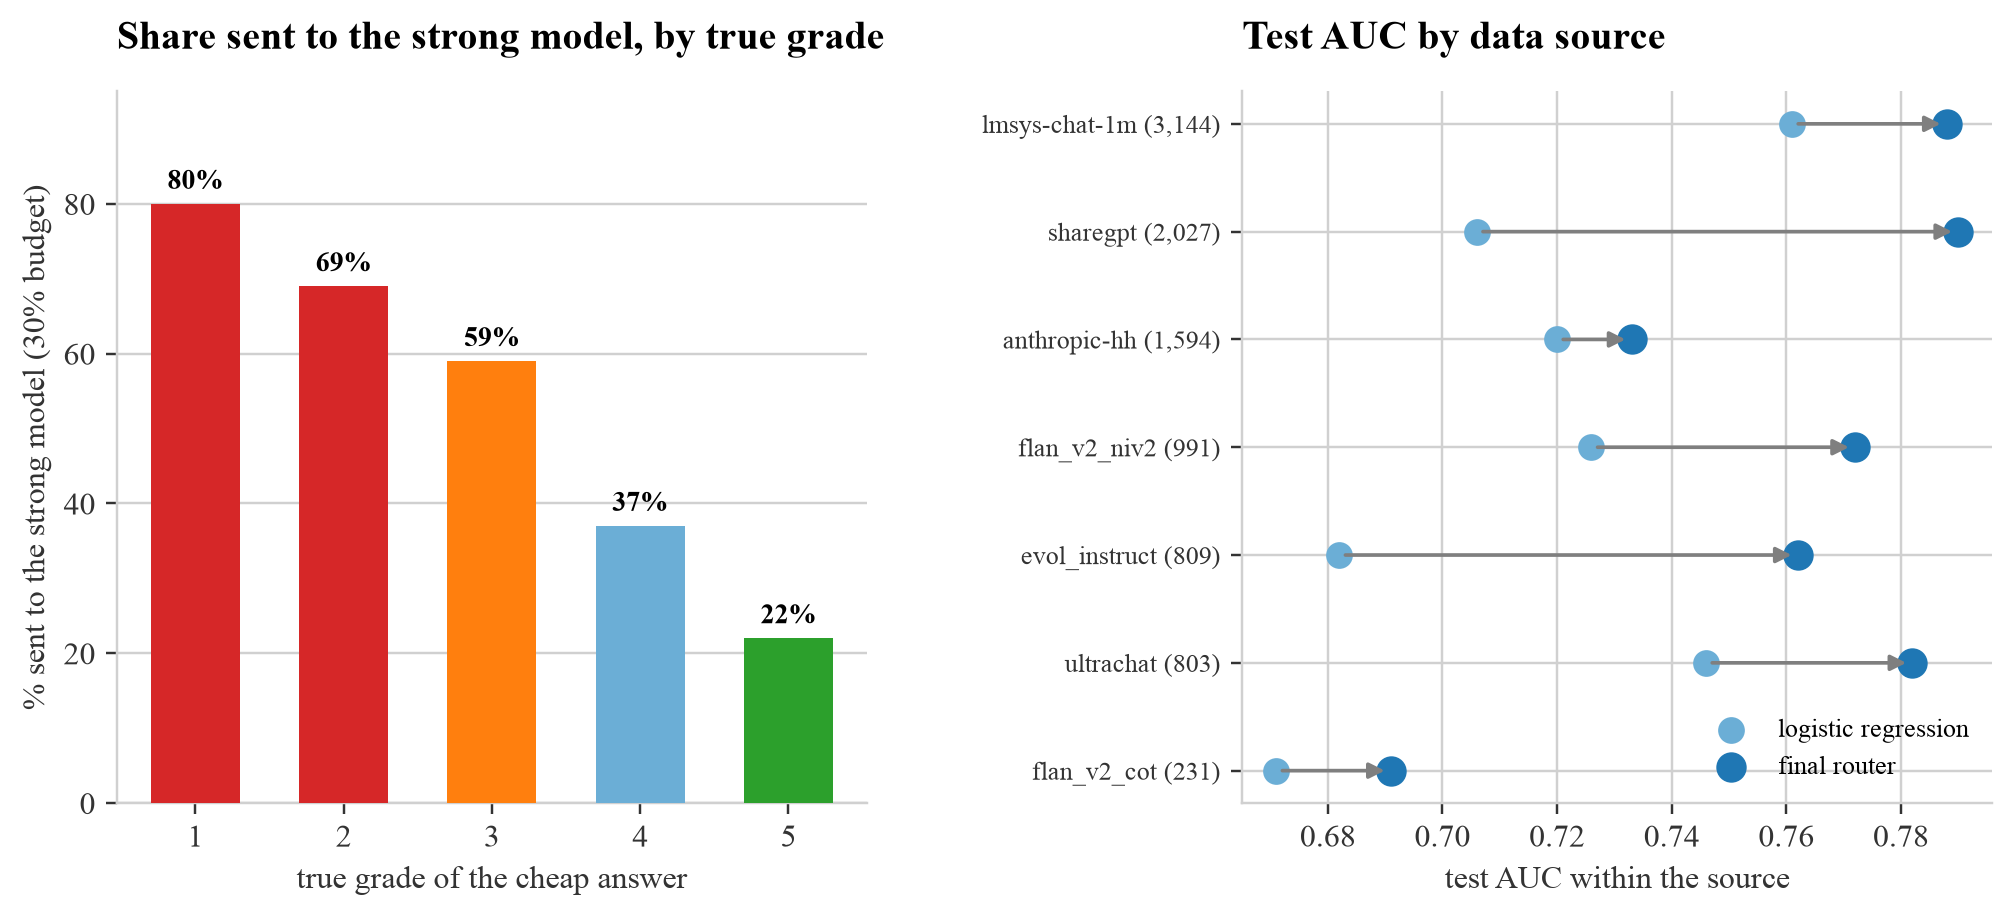 Share sent to the strong model, by true grade
% sent to the strong model (30% budget)
80
60
40
20
0
80%
69%
59%
37%
22%
1
2
3
4
5
true grade of the cheap answer
Test AUC by data source
lmsys-chat-1m (3,144)
sharegpt (2,027)
anthropic-hh (1,594)
flan_v2_niv2 (991)
evol_instruct (809)
ultrachat (803)
flan_v2_cot (231)
logistic regression
final router
0.68
0.70
0.72
0.74
0.76
0.78
test AUC within the source